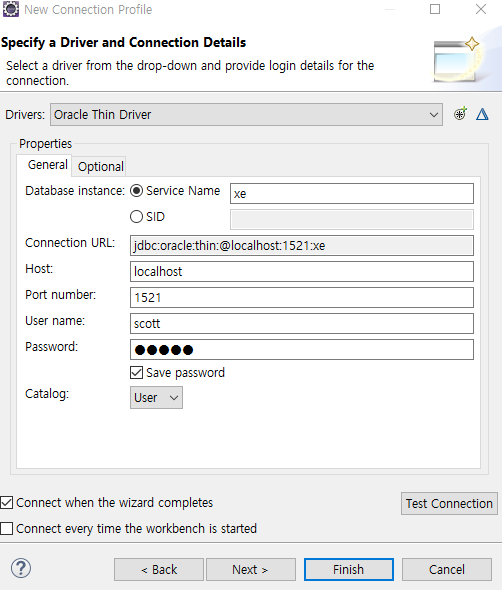 New Connection Profile
Specify a Driver and Connection Details
Select a driver from the drop-down and provide login details for the
connection.
Drivers: Oracle Thin Driver
Properties
General Optional
Database instance: Service Name xe
SID
Connection URL: jdbc:oracle:thin:@localhost:1521:xe
Host: localhost
Port number: 1521
User name: scott
Password: ●●●●●
Save password
Catalog: User
Connect when the wizard completes Test Connection
Connect every time the workbench is started
? < Back Next > Finish Cancel